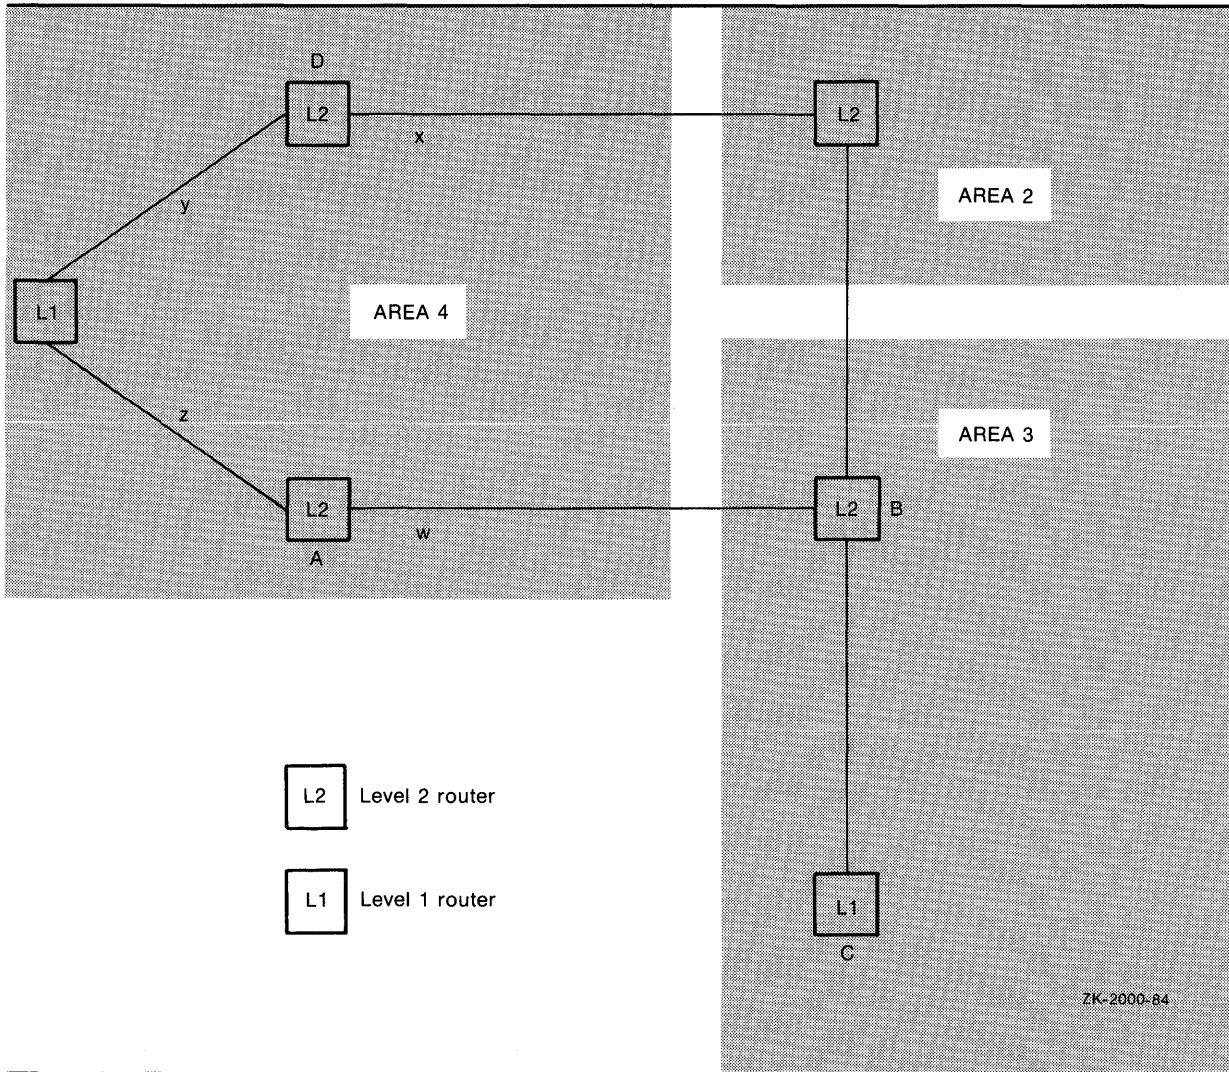 D
L2
x
L2
y
AREA 2
L1
AREA 4
z
AREA 3
L2
w
A
L2
B
L2 Level 2 router
L1 Level 1 router
L1
C
ZK-2000-84